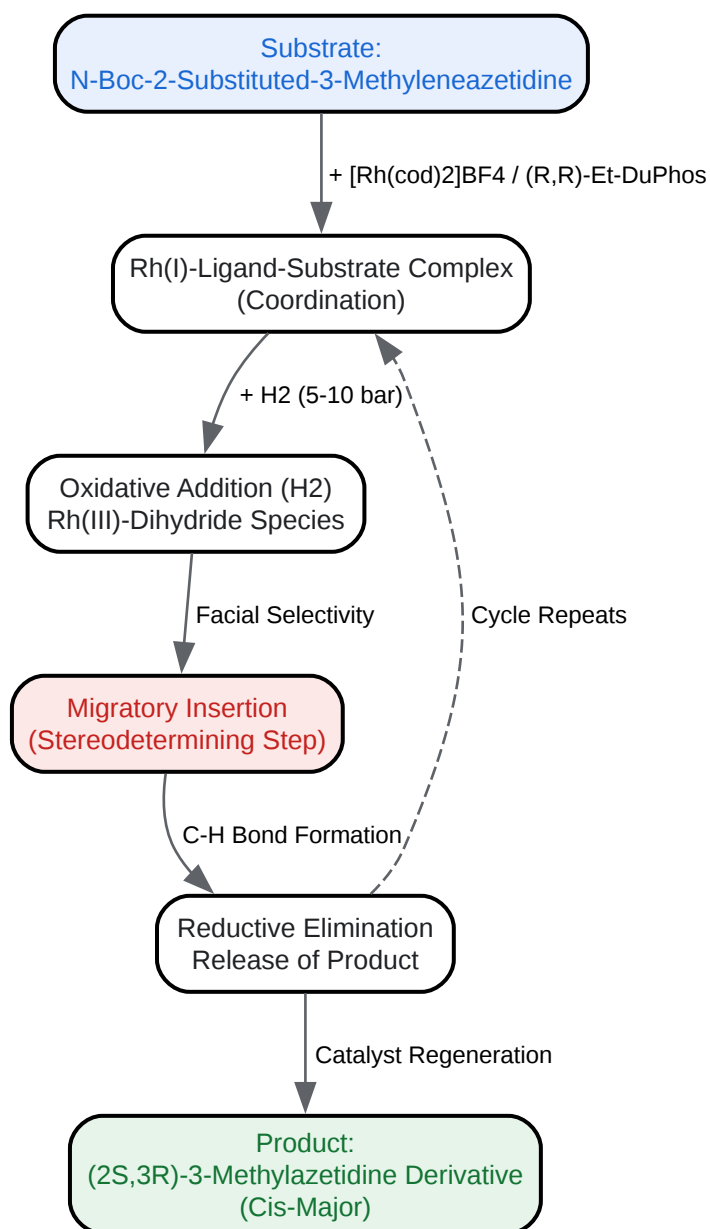 Substrate:
N-Boc-2-Substituted-3-Methyleneazetidine
+ [Rh(cod)2]BF4 / (R,R)-Et-DuPhos
Rh(I)-Ligand-Substrate Complex
(Coordination)
+ H2 (5-10 bar)
Oxidative Addition (H2)
Rh(III)-Dihydride Species
Facial Selectivity
Cycle Repeats
Migratory Insertion
(Stereodetermining Step)
C-H Bond Formation
Reductive Elimination
Release of Product
Catalyst Regeneration
Product:
(2S,3R)-3-Methylazetidine Derivative
(Cis-Major)